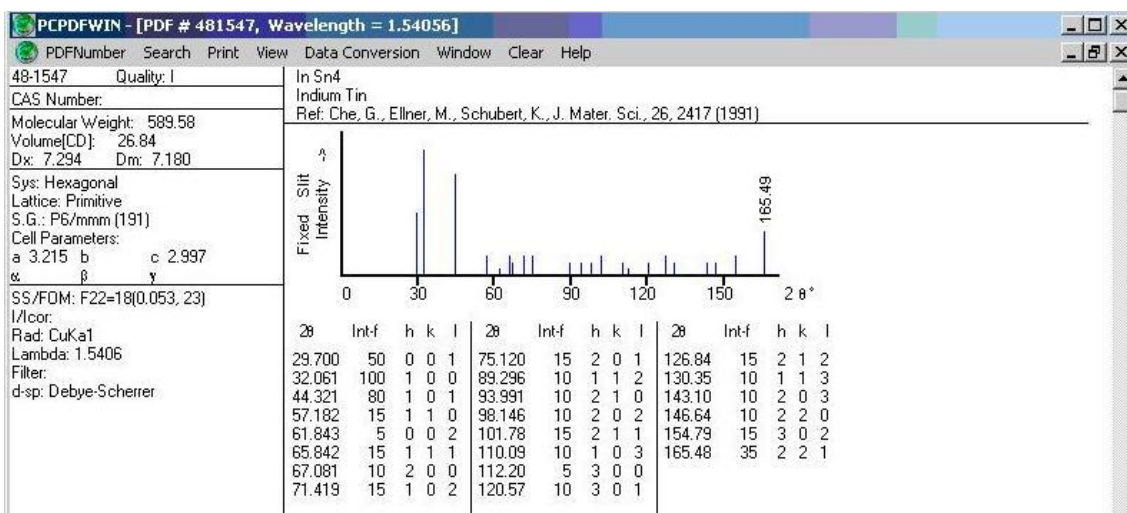 PCPDFWIN - [PDF # 481547, Wavelength = 1.54056]
PDFNumber Search Print View Data Conversion Window Clear Help
48-1547 Quality: I
CAS Number:
Molecular Weight: 589.58
Volume[CD]: 26.84
Dx: 7.294 Dm: 7.180
Sys: Hexagonal
Lattice: Primitive
S.G.: P6/mmm (191)
Cell Parameters:
a 3.215 b c 2.997
α β γ
SS/FOM: F22=18(0.053, 23)
I/Icor:
Rad: CuKa1
Lambda: 1.5406
Filter:
d-sp: Debye-Scherrer
In Sn4
Indium Tin
Ref: Che, G., Ellner, M., Schubert, K., J. Mater. Sci., 26, 2417 (1991)
Fixed Slit
Intensity ->
165.49
0 30 60 90 120 150 2 θ°
2θ Int-f h k l 2θ Int-f h k l 2θ Int-f h k l
29.700 50 0 0 1 75.120 15 2 0 1 126.84 15 2 1 2
32.061 100 1 0 0 89.296 10 1 1 2 130.35 10 1 1 3
44.321 80 1 0 1 93.991 10 2 1 0 143.10 10 2 0 3
57.182 15 1 1 0 98.146 10 2 0 2 146.64 10 2 2 0
61.843 5 0 0 2 101.78 15 2 1 1 154.79 15 3 0 2
65.842 15 1 1 1 110.09 10 1 0 3 165.48 35 2 2 1
67.081 10 2 0 0 112.20 5 3 0 0
71.419 15 1 0 2 120.57 10 3 0 1